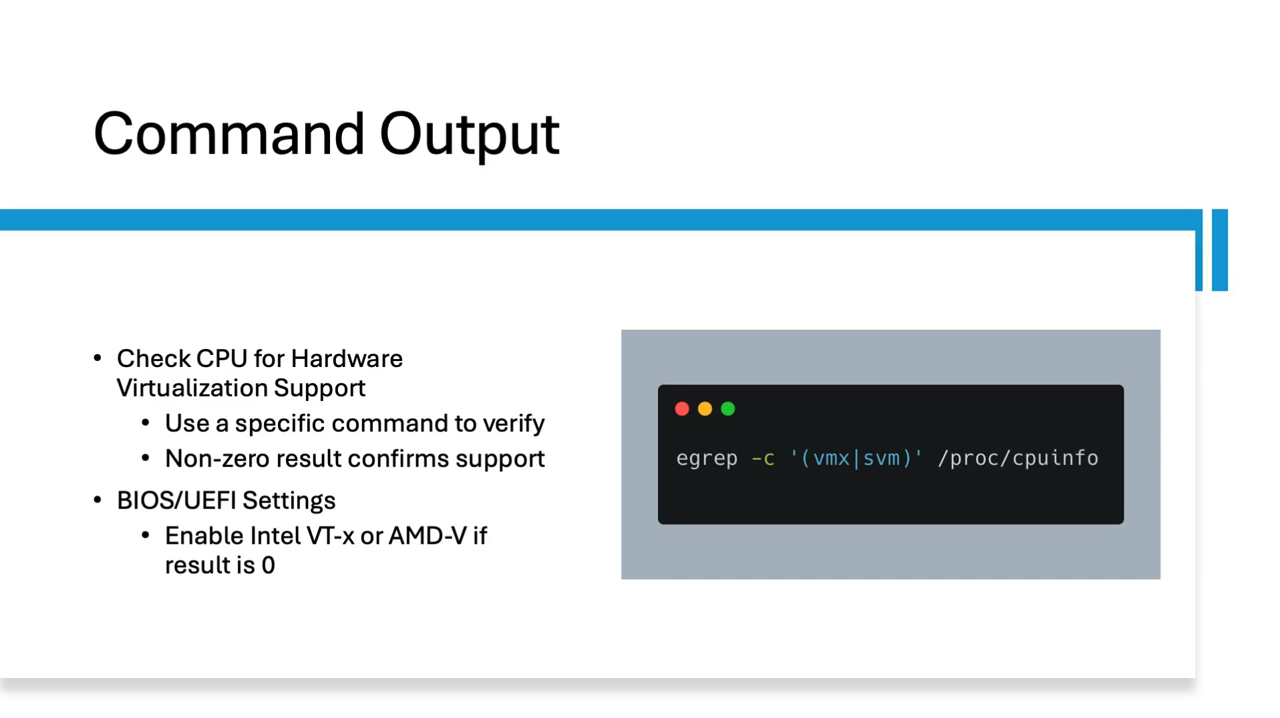 Command Output
• Check CPU for Hardware
Virtualization Support
• Use a specific command to verify
• Non-zero result confirms support
• BIOS/UEFI Settings
• Enable Intel VT-x or AMD-V if
result is 0
egrep -c '(vmx|svm)' /proc/cpuinfo